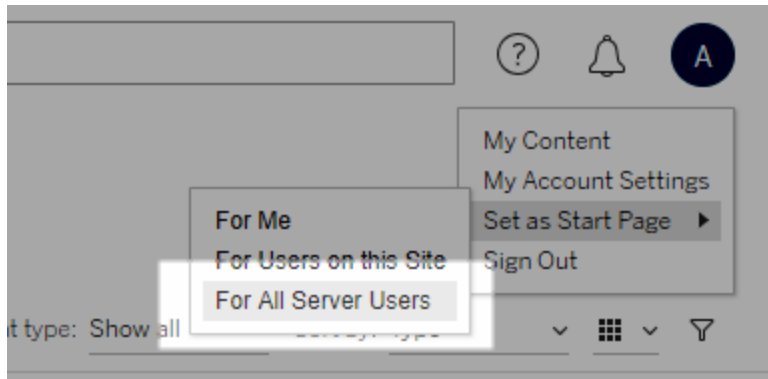 ?
A
My Content
My Account Settings
Set as Start Page
Sign Out
For Me
For Users on this Site
For All Server Users
t type: Show all